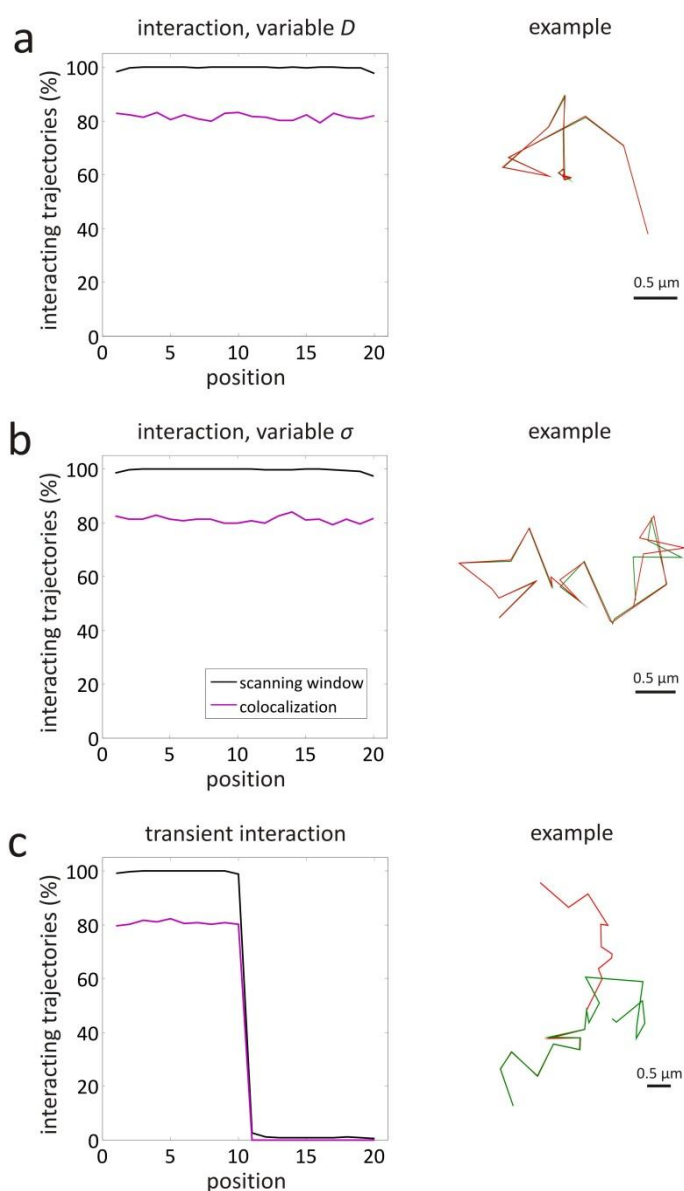 a
interaction, variable D
example
interacting trajectories (%)
100
80
60
40
20
0
0 5 10 15 20
position
0.5 µm
b
interaction, variable σ
example
interacting trajectories (%)
100
80
60
40
20
0
scanning window
colocalization
0 5 10 15 20
position
0.5 µm
c
transient interaction
example
interacting trajectories (%)
100
80
60
40
20
0
0 5 10 15 20
position
0.5 µm